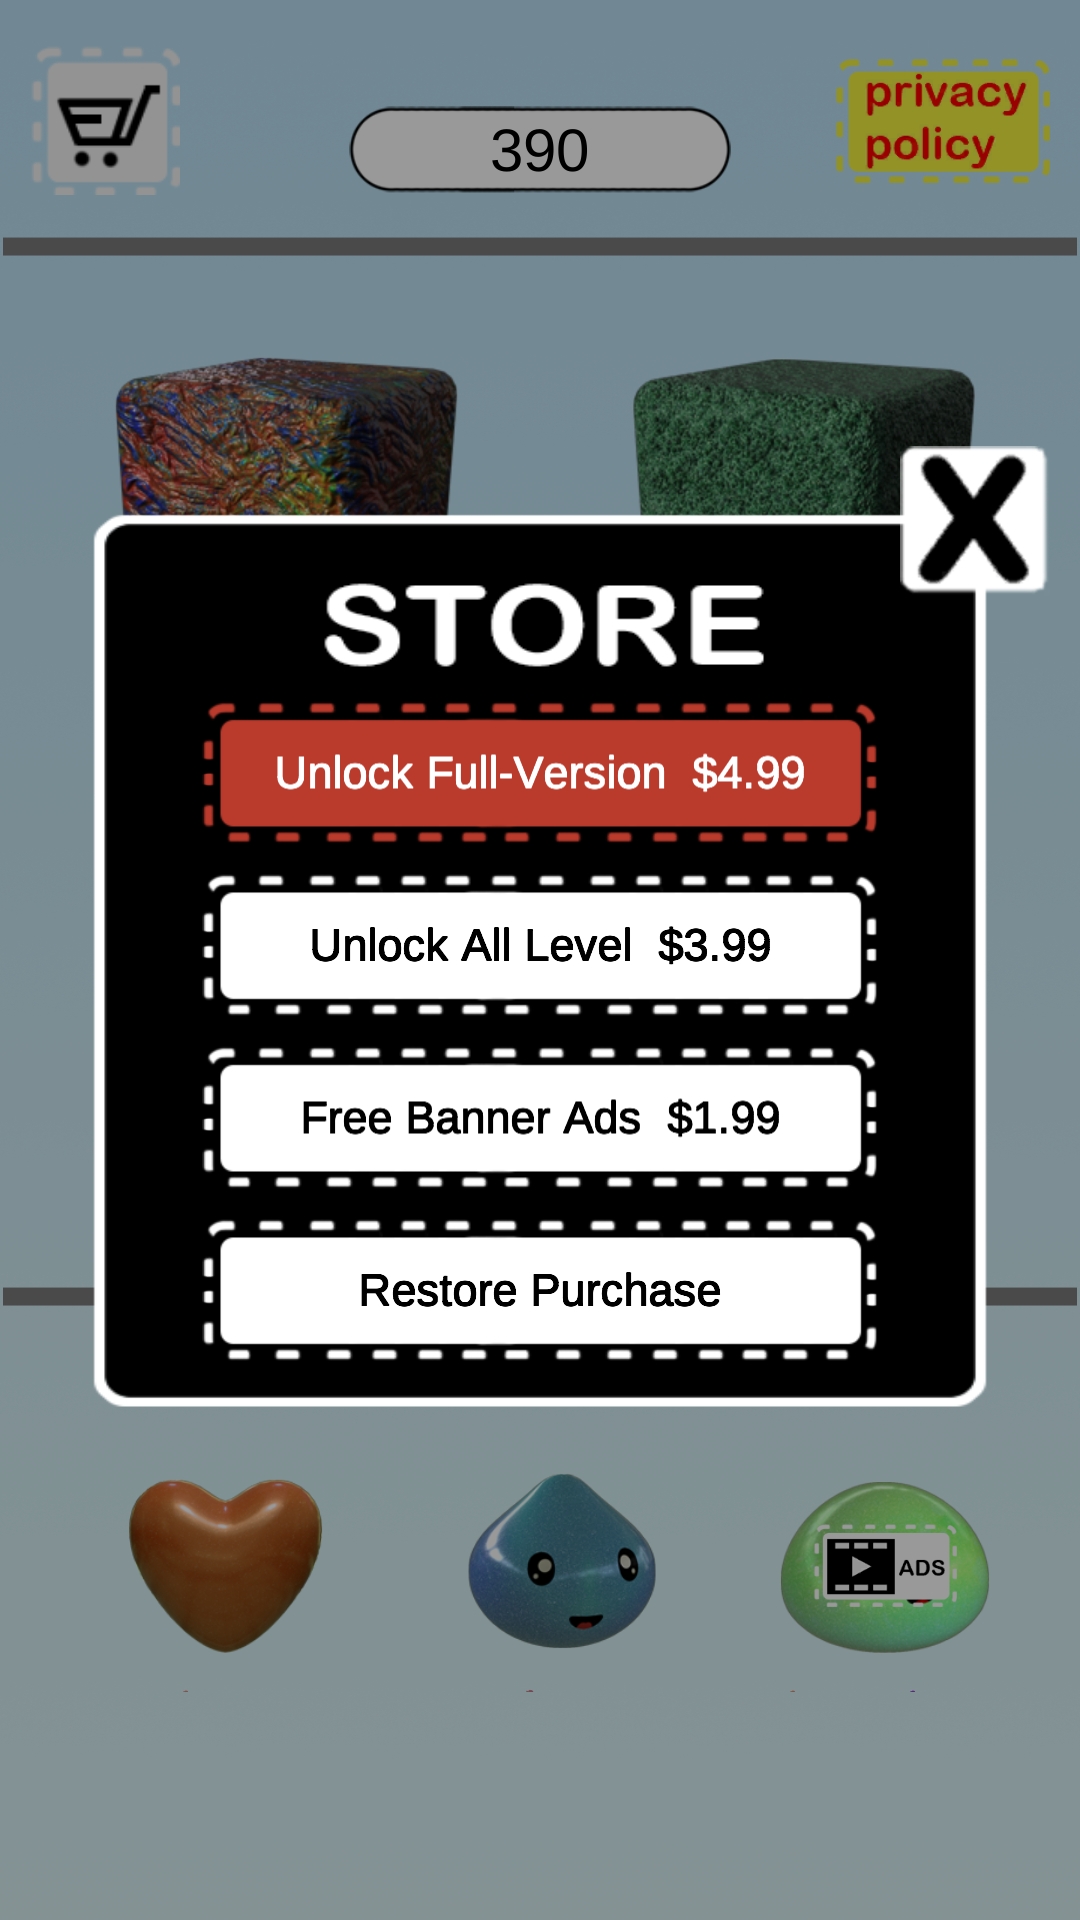 privacy
policy
390
X
STORE
Unlock Full-Version $4.99
Unlock All Level $3.99
Free Banner Ads $1.99
Restore Purchase
ADS